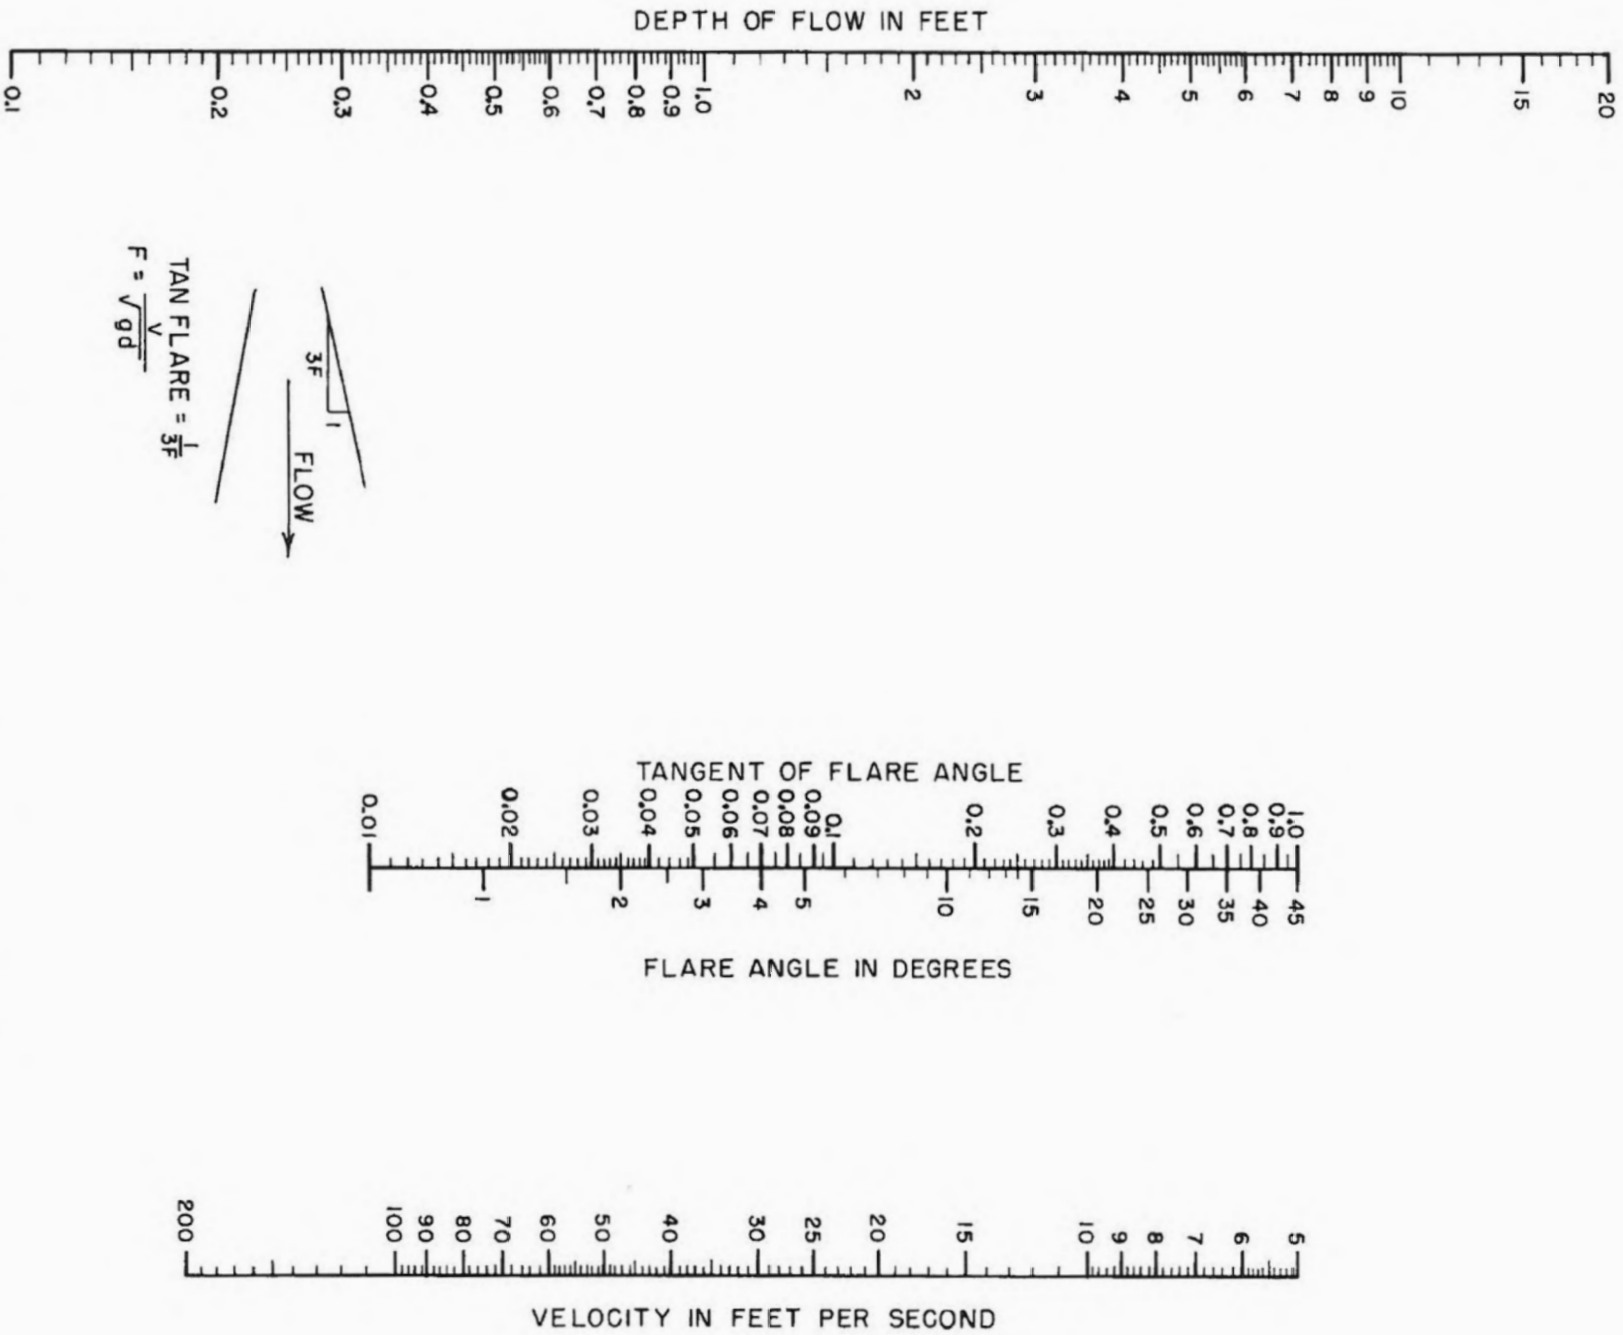 DEPTH OF FLOW IN FEET
0.1 0.2 0.3 0.4 0.5 0.6 0.7 0.8 0.9 1.0 2 3 4 5 6 7 8 9 10 15 20
TAN FLARE = 1/3F
F = V/√gd
3F
1
FLOW
TANGENT OF FLARE ANGLE
0.01 0.02 0.03 0.04 0.05 0.06 0.07 0.08 0.09 0.1 0.2 0.3 0.4 0.5 0.6 0.7 0.8 0.9 1.0
1 2 3 4 5 10 15 20 25 30 35 40 45
FLARE ANGLE IN DEGREES
200 100 90 80 70 60 50 40 30 25 20 15 10 9 8 7 6 5
VELOCITY IN FEET PER SECOND